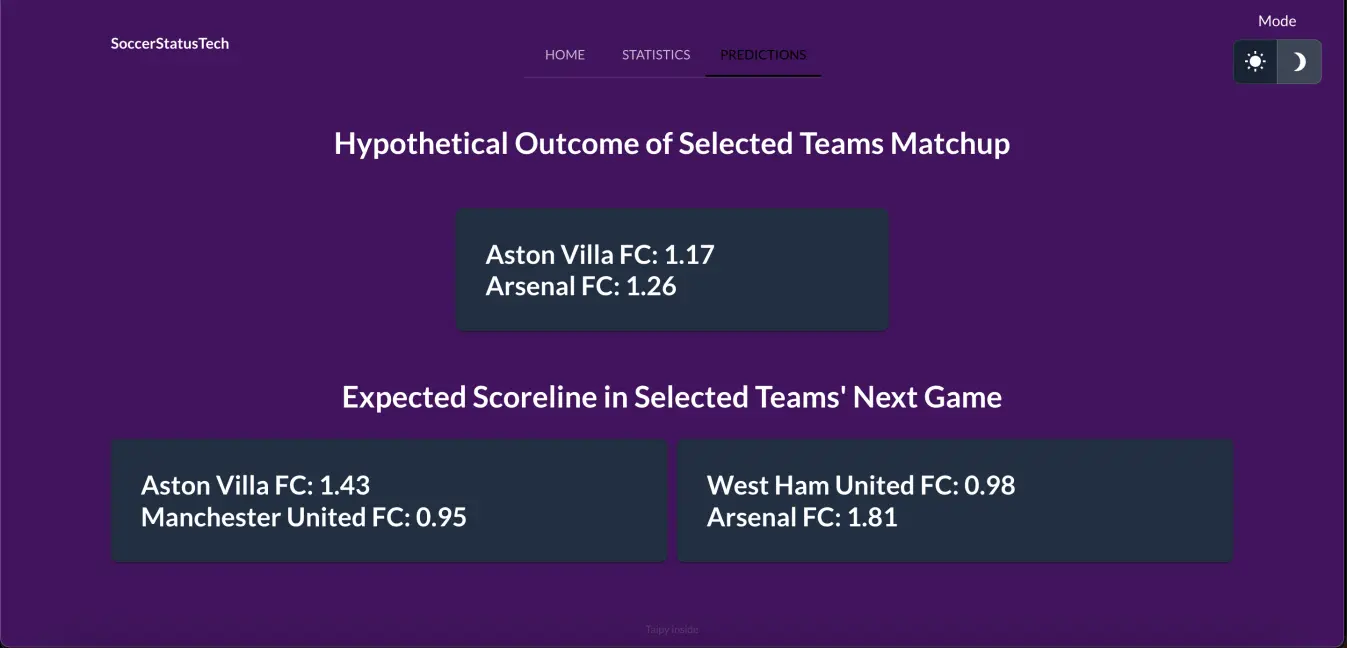 Mode
SoccerStatusTech
HOME STATISTICS PREDICTIONS
Hypothetical Outcome of Selected Teams Matchup
Aston Villa FC: 1.17
Arsenal FC: 1.26
Expected Scoreline in Selected Teams' Next Game
Aston Villa FC: 1.43
Manchester United FC: 0.95
West Ham United FC: 0.98
Arsenal FC: 1.81
Taipy inside